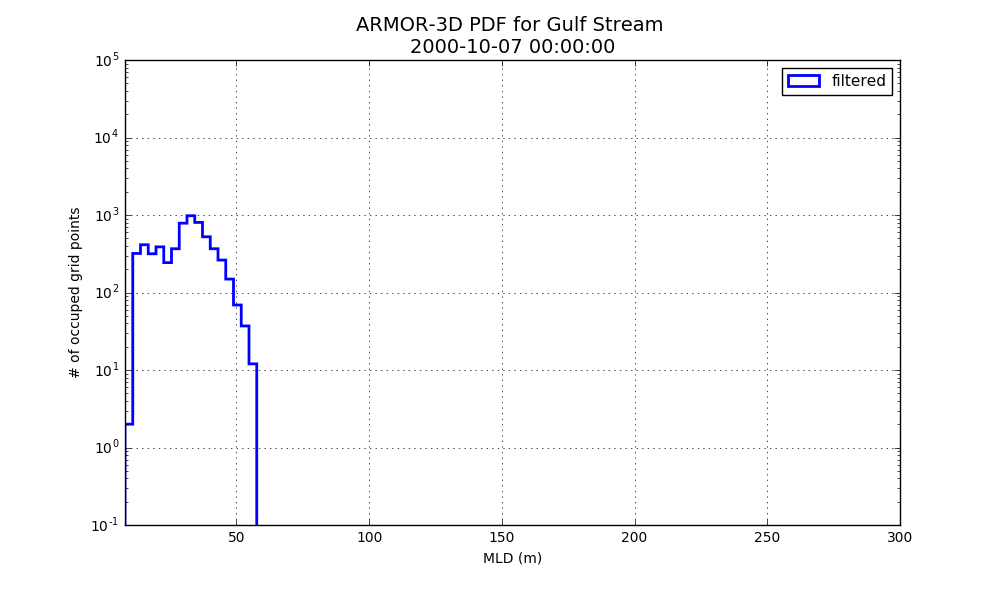 ARMOR-3D PDF for Gulf Stream
2000-10-07 00:00:00
filtered
# of occuped grid points
10^5
10^4
10^3
10^2
10^1
10^0
10^-1
50 100 150 200 250 300
MLD (m)